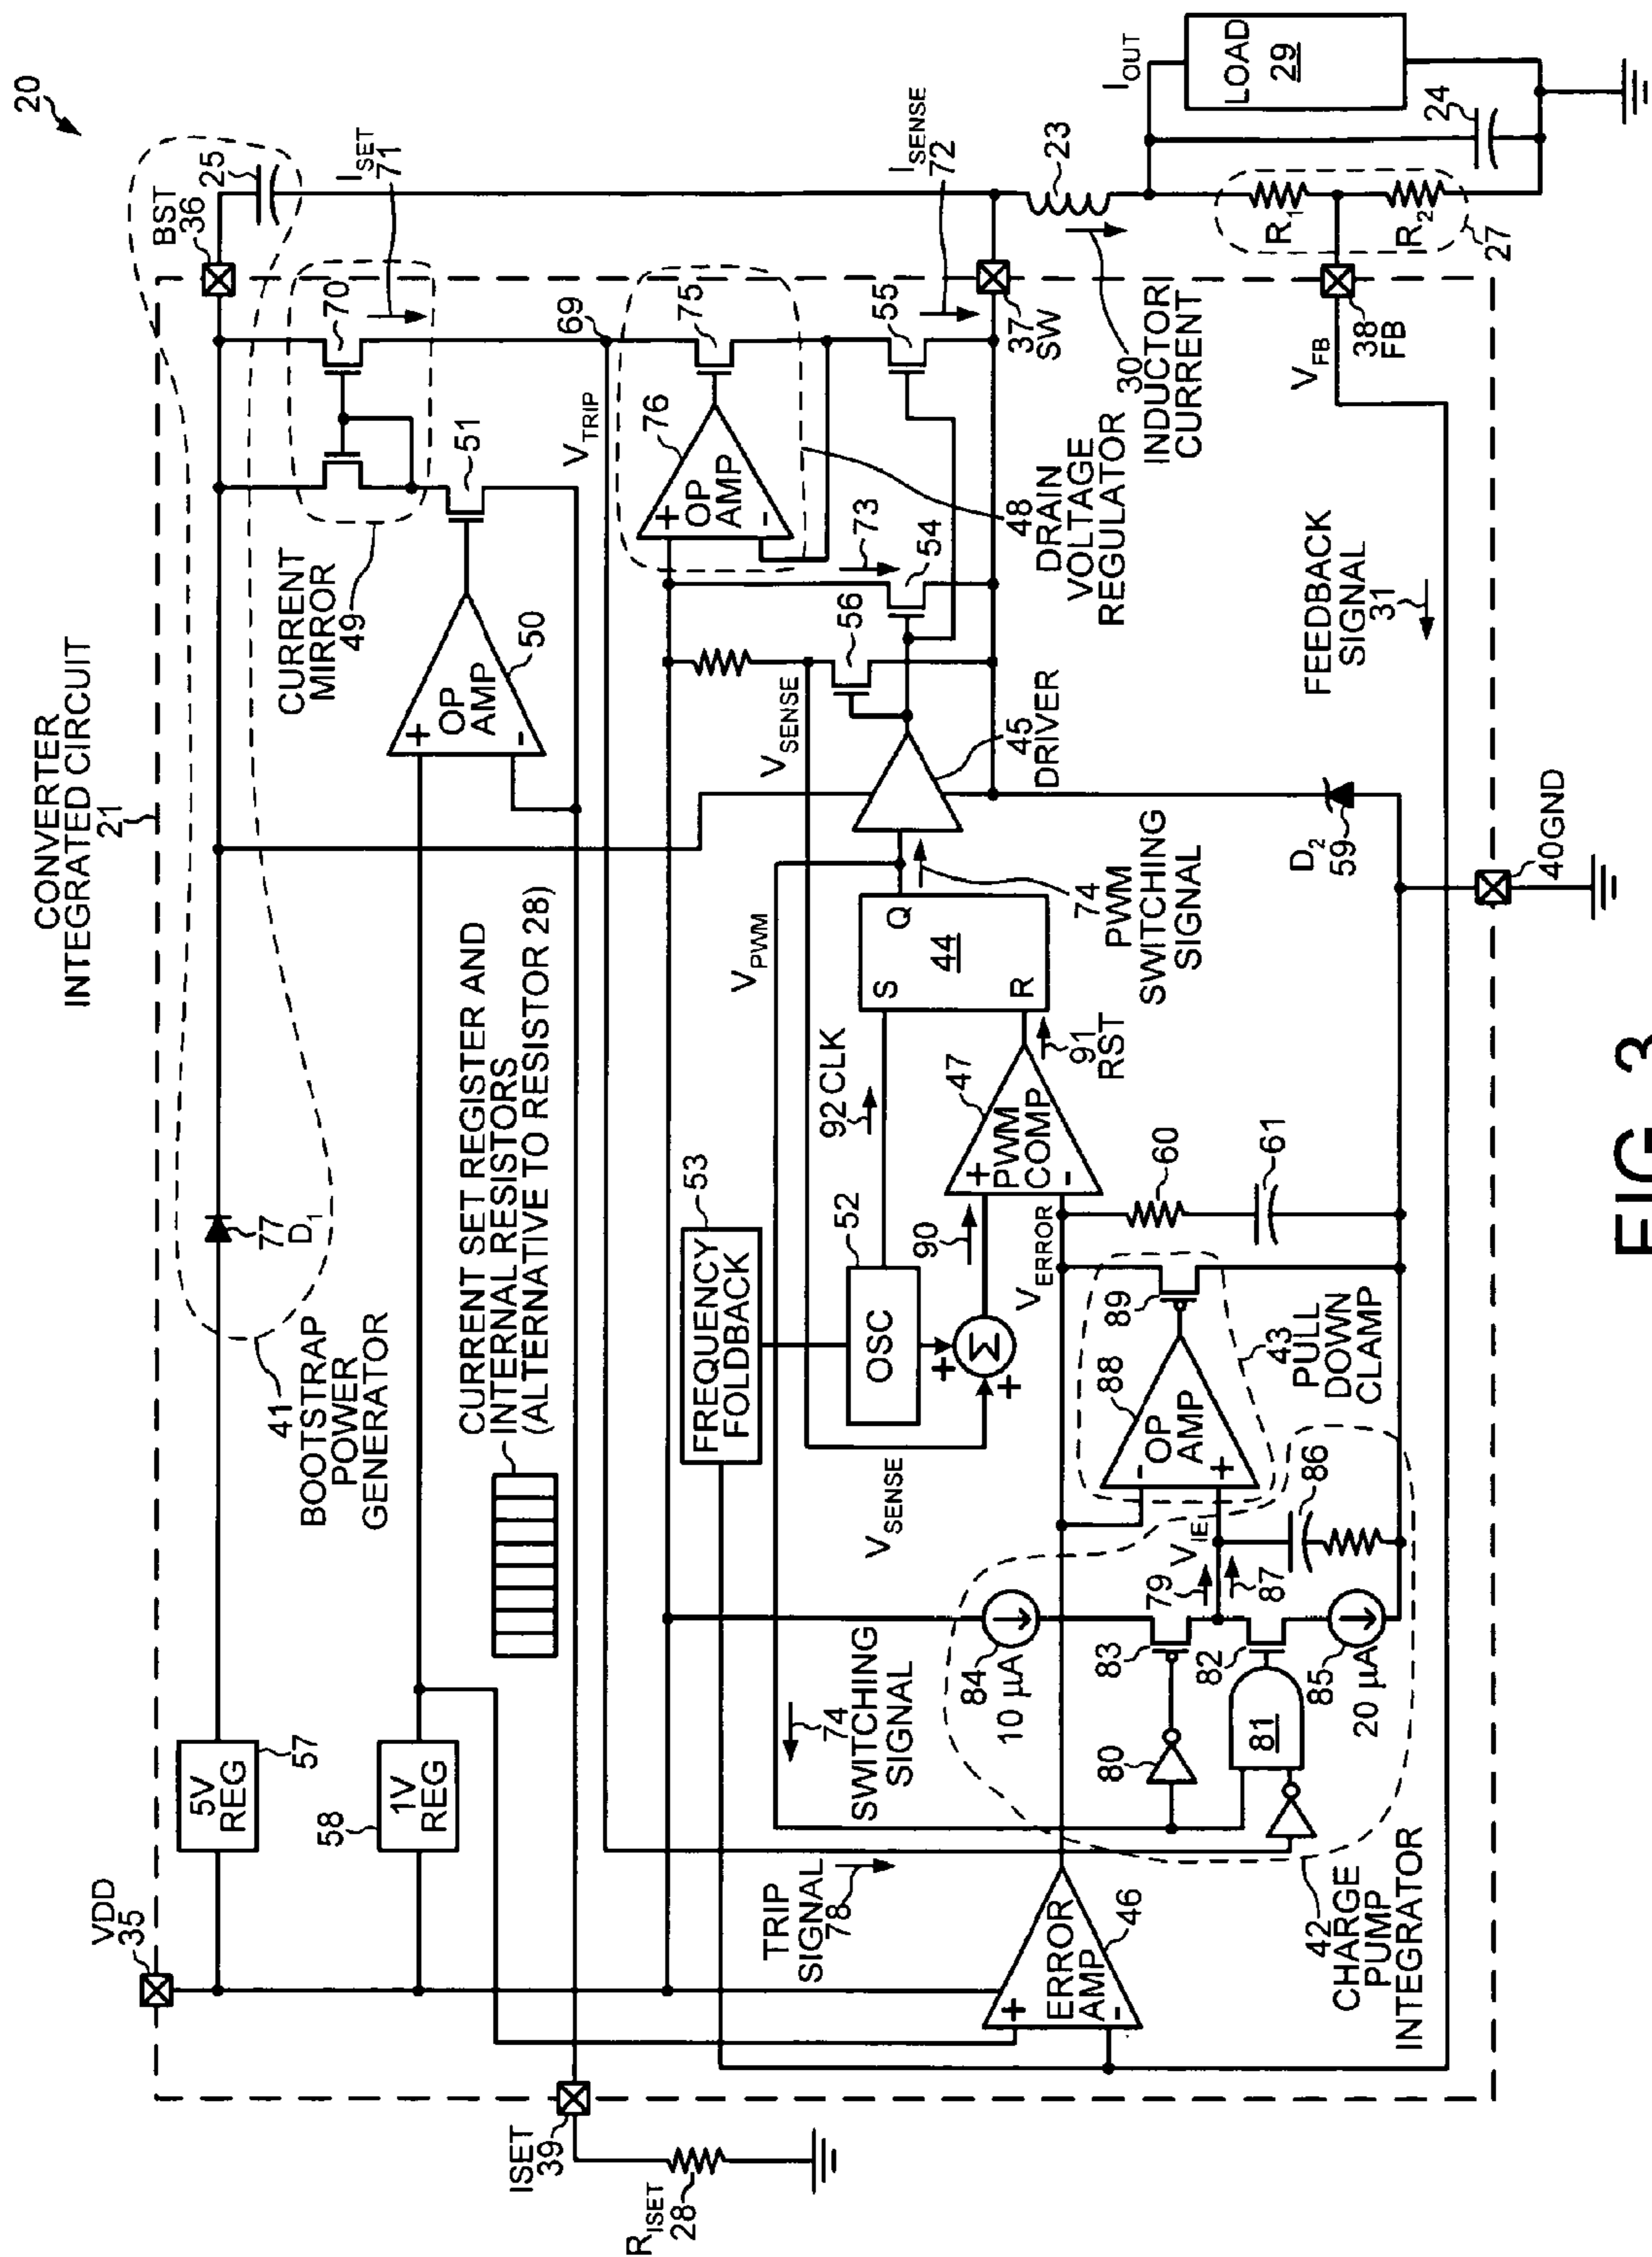 20
CONVERTER
INTEGRATED CIRCUIT
21
VDD
35
5V
REG
57
1V
REG
58
77
D1
41
BOOTSTRAP
POWER
GENERATOR
BST
36
25
CURRENT
MIRROR
49
70
ISET
71
OP
AMP
+
-
50
51
CURRENT SET REGISTER AND
INTERNAL RESISTORS
(ALTERNATIVE TO RESISTOR 28)
ISET
39
RISET
28
VTRIP
69
76
OP
AMP
+
-
75
48
DRAIN
VOLTAGE
REGULATOR
ISENSE
72
55
73
54
56
VSENSE
45
DRIVER
37
SW
23
30
INDUCTOR
CURRENT
IOUT
LOAD
29
24
R1
R2
27
38
FB
VFB
FEEDBACK
SIGNAL
31
VPWM
S
Q
R
44
74
PWM
SWITCHING
SIGNAL
D2
59
40GND
92 CLK
91
RST
47
PWM
COMP
+
-
FREQUENCY
FOLDBACK
53
52
OSC
90
Σ
+
+
VSENSE
VERROR
60
61
88
OP
AMP
-
+
89
43
PULL
DOWN
CLAMP
74
SWITCHING
SIGNAL
84
10 µA
83
79
VIE
87
86
82
81
80
85
20 µA
TRIP
SIGNAL
78
ERROR
AMP
+
-
46
42
CHARGE
PUMP
INTEGRATOR
FIG. 3